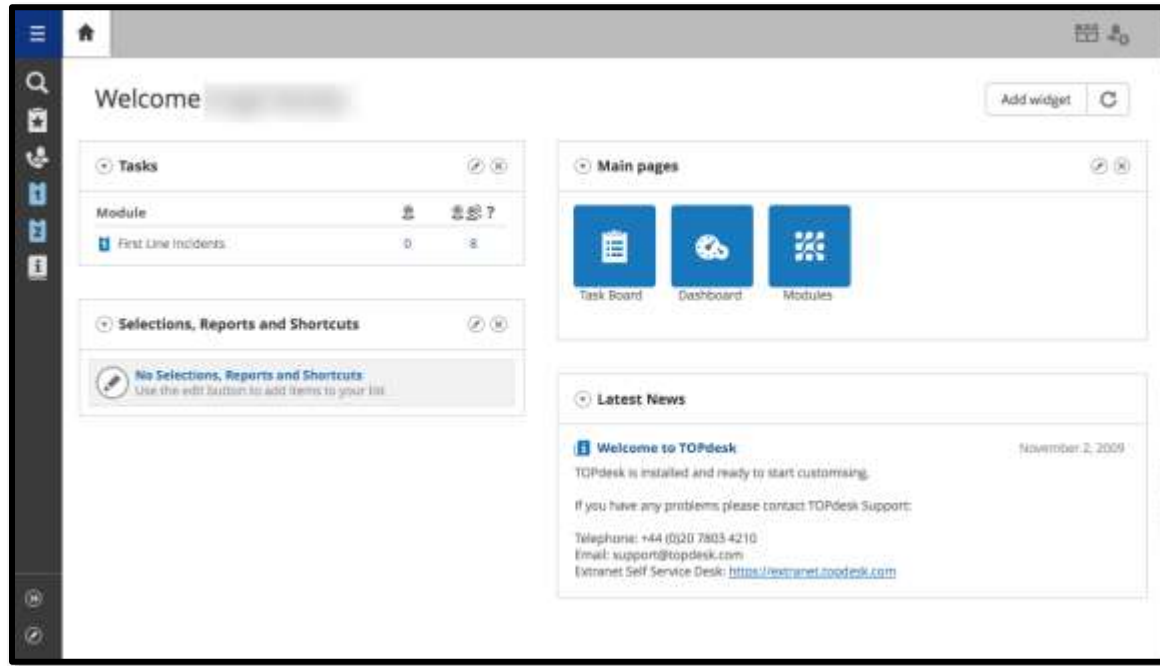 Welcome
Add widget
Tasks
Module ?
First Line Incidents 0 8
Selections, Reports and Shortcuts
No Selections, Reports and Shortcuts
Use the edit button to add items to your list
Main pages
Task Board Dashboard Modules
Latest News
Welcome to TOPdesk November 2, 2009
TOPdesk is installed and ready to start customising.
If you have any problems please contact TOPdesk Support:
Telephone: +44 (0)20 7803 4210
Email: support@topdesk.com
Extranet Self Service Desk: https://extranet.topdesk.com